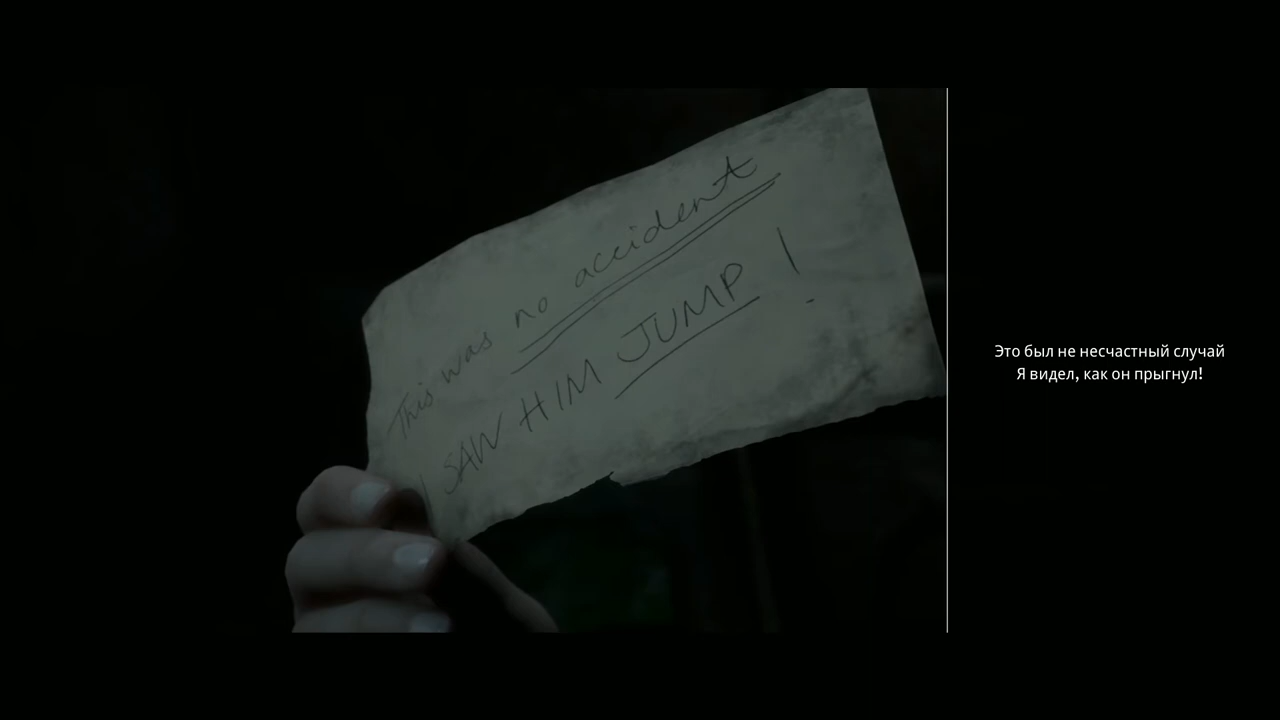 This was no accident
I SAW HIM JUMP !
Это был не несчастный случай
Я видел, как он прыгнул!